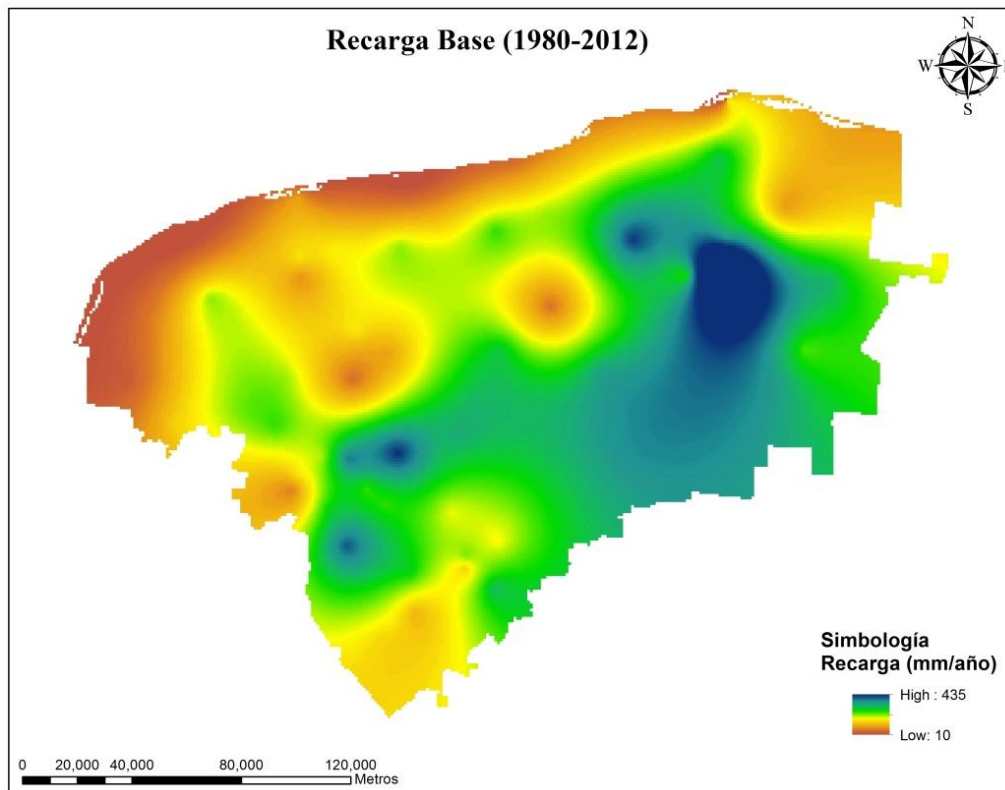 Recarga Base (1980-2012)
N
W
S
Simbología
Recarga (mm/año)
High : 435
Low: 10
0 20,000 40,000 80,000 120,000
Metros